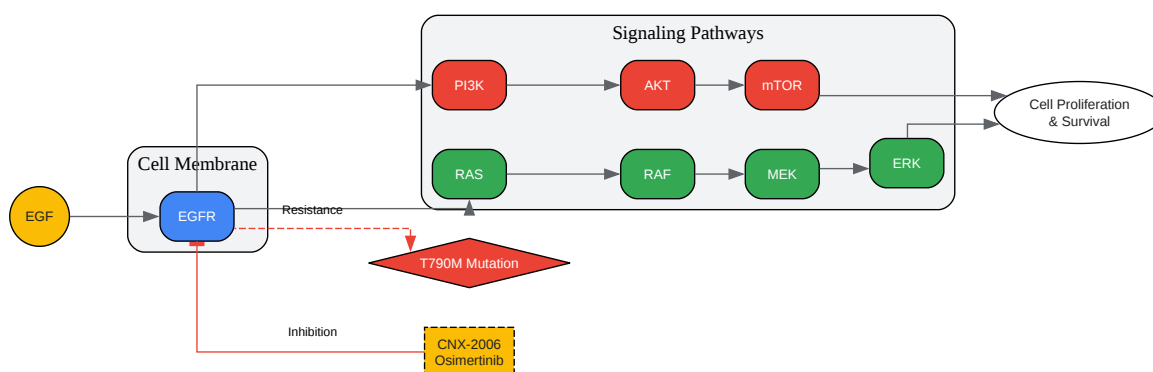 Signaling Pathways
PI3K
AKT
mTOR
Cell Proliferation
& Survival
Cell Membrane
RAS
RAF
MEK
ERK
EGF
EGFR
Resistance
T790M Mutation
Inhibition
CNX-2006
Osimertinib